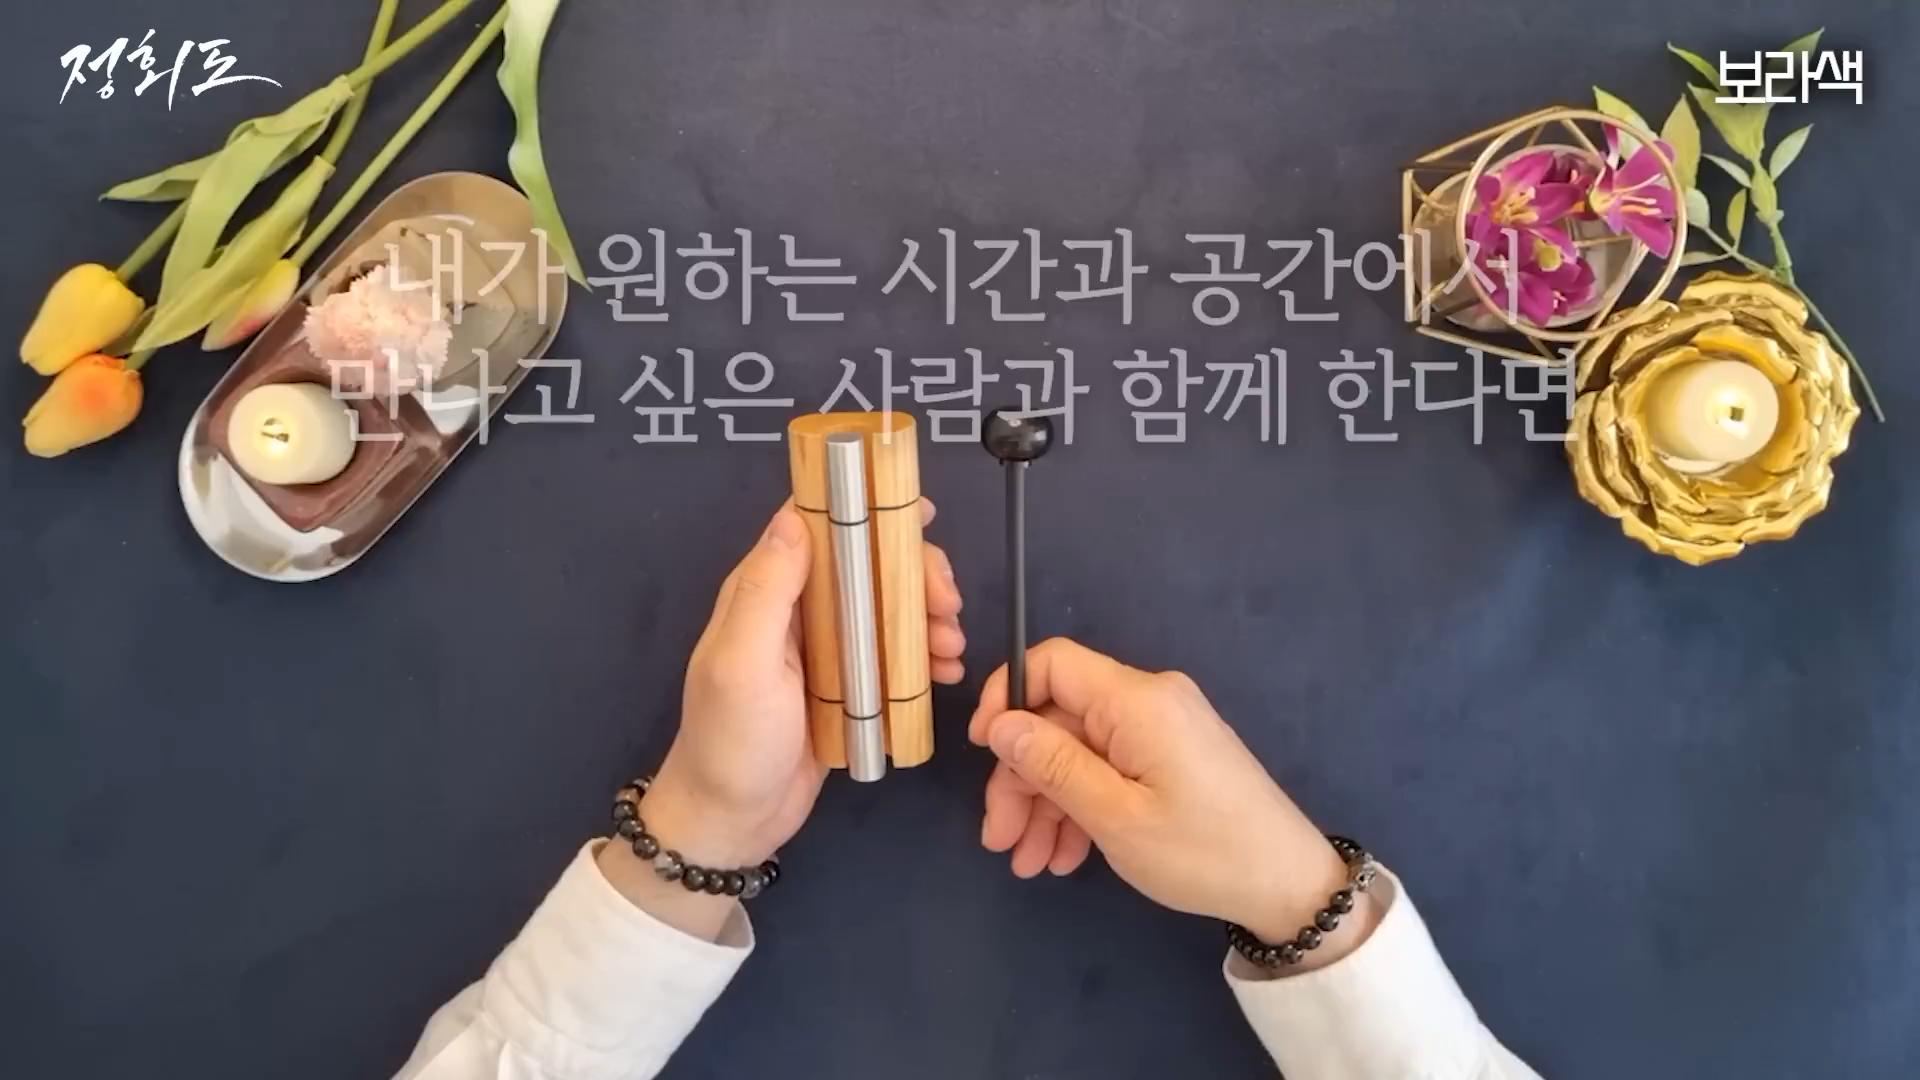 정회도
보라색
내가 원하는 시간과 공간에서
만나고 싶은 사람과 함께 한다면